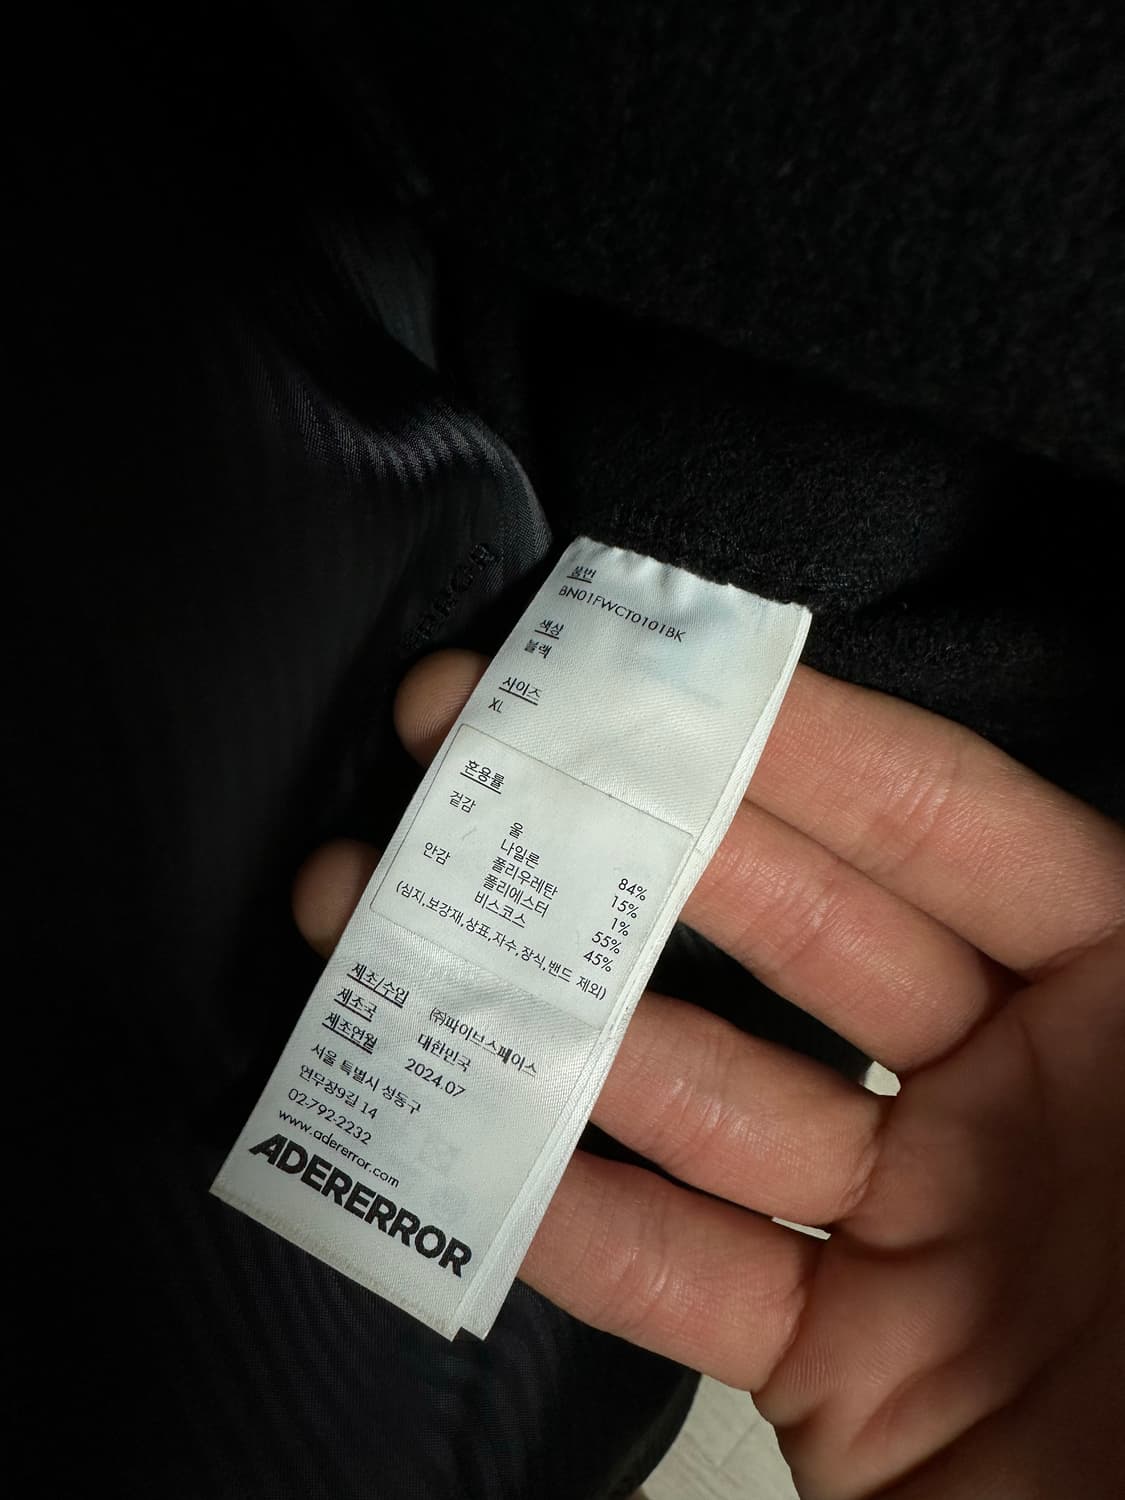 품번
BN01FWCT0101BK
색상
블랙
사이즈
XL
혼용률
겉감 울 84%
나일론 15%
폴리우레탄 1%
안감 폴리에스터 55%
비스코스 45%
(심지,보강재,상표,자수,장식,밴드 제외)
제조/수입 ㈜파이브스페이스
제조국 대한민국
제조연월 2024.07
서울 특별시 성동구
연무장9길 14
02-792-2232
www.adererror.com
ADERERROR